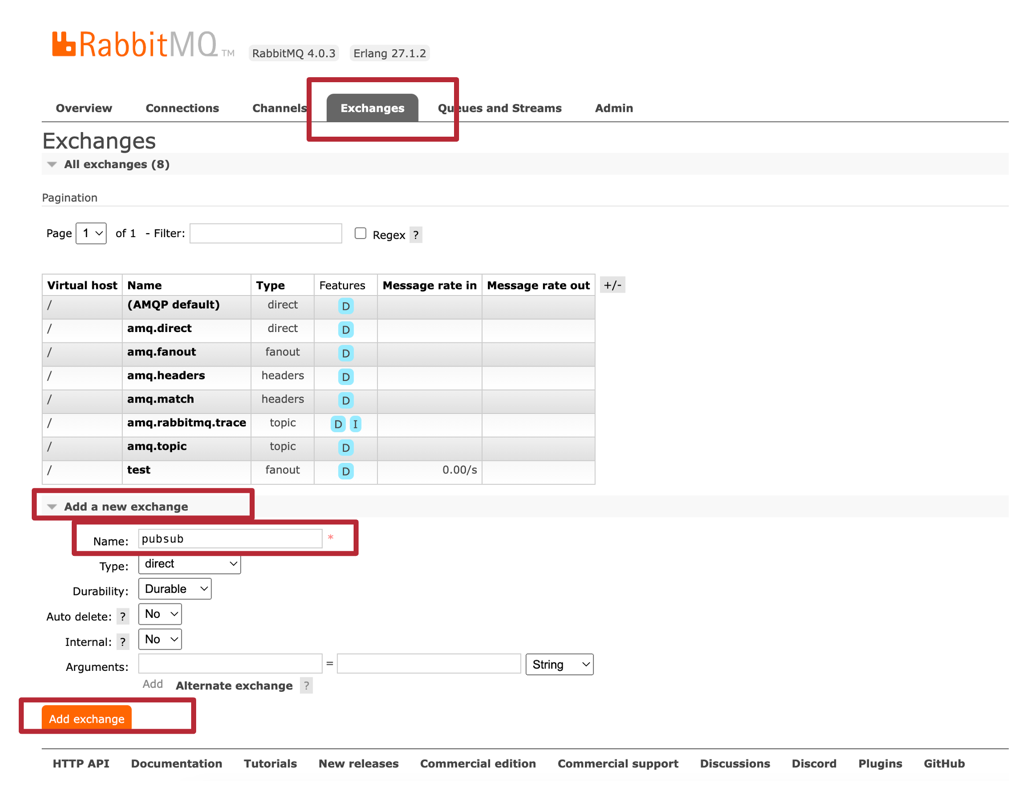 RabbitMQ TM RabbitMQ 4.0.3 Erlang 27.1.2
Overview Connections Channels Exchanges Queues and Streams Admin
Exchanges
All exchanges (8)
Pagination
Page 1 of 1 - Filter: Regex ?
Virtual host Name Type Features Message rate in Message rate out +/-
/ (AMQP default) direct D
/ amq.direct direct D
/ amq.fanout fanout D
/ amq.headers headers D
/ amq.match headers D
/ amq.rabbitmq.trace topic D I
/ amq.topic topic D
/ test fanout D 0.00/s
Add a new exchange
Name: pubsub *
Type: direct
Durability: Durable
Auto delete: ? No
Internal: ? No
Arguments: = String
Add Alternate exchange ?
Add exchange
HTTP API Documentation Tutorials New releases Commercial edition Commercial support Discussions Discord Plugins GitHub